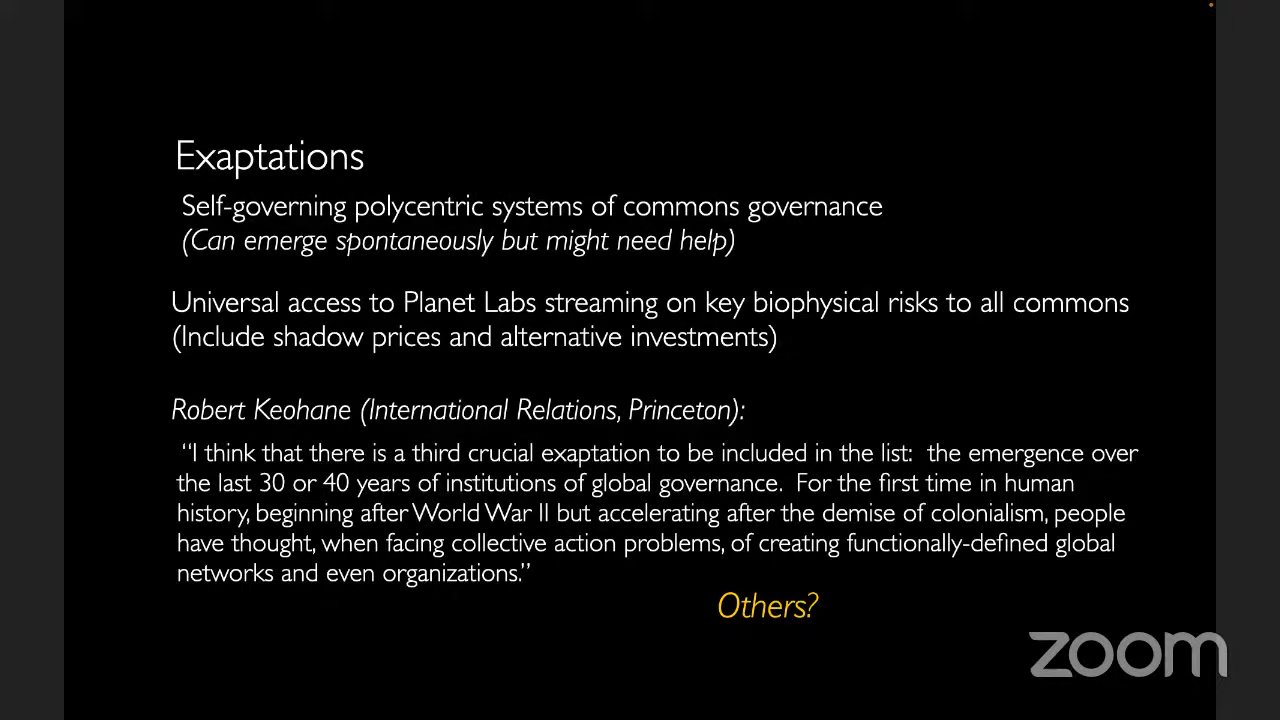 Exaptations
Self-governing polycentric systems of commons governance
(Can emerge spontaneously but might need help)
Universal access to Planet Labs streaming on key biophysical risks to all commons
(Include shadow prices and alternative investments)
Robert Keohane (International Relations, Princeton):
“I think that there is a third crucial exaptation to be included in the list:  the emergence over
the last 30 or 40 years of institutions of global governance.  For the first time in human
history, beginning after World War II but accelerating after the demise of colonialism, people
have thought, when facing collective action problems, of creating functionally-defined global
networks and even organizations.”
Others?
zoom